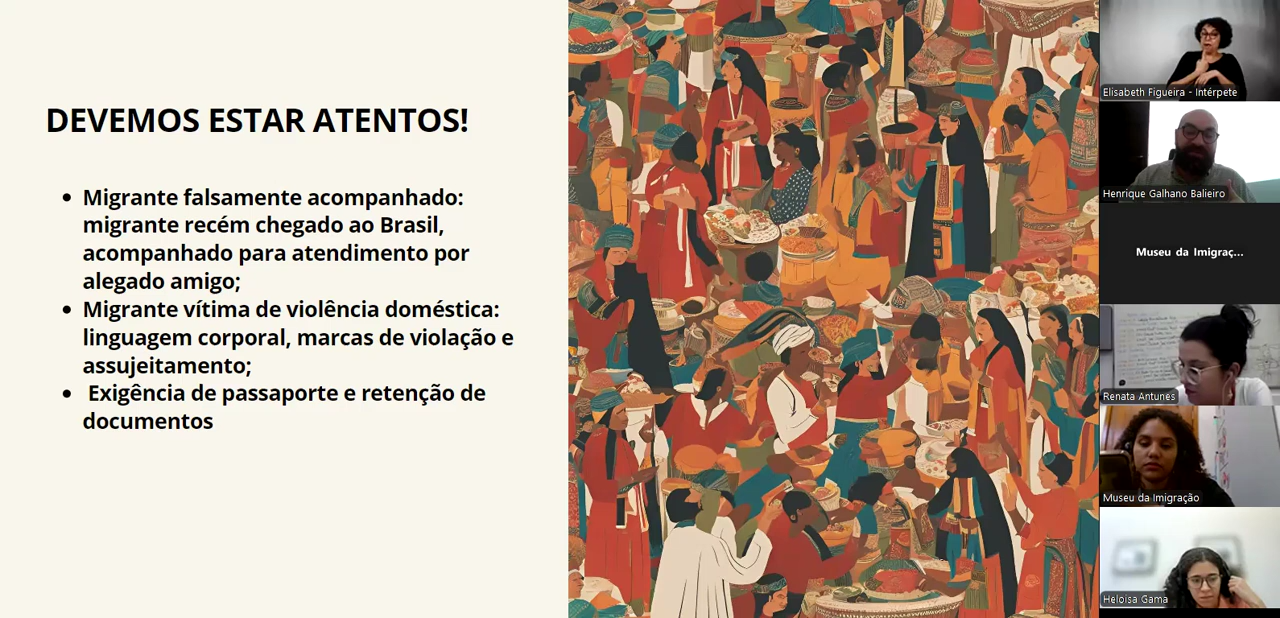 DEVEMOS ESTAR ATENTOS!
• Migrante falsamente acompanhado:
migrante recém chegado ao Brasil,
acompanhado para atendimento por
alegado amigo;
• Migrante vítima de violência doméstica:
linguagem corporal, marcas de violação e
assujeitamento;
• Exigência de passaporte e retenção de
documentos
Elisabeth Figueira - Intérpete
Henrique Galhano Balieiro
Museu da Imigraç...
Renata Antunes
Museu da Imigração
Heloisa Gama